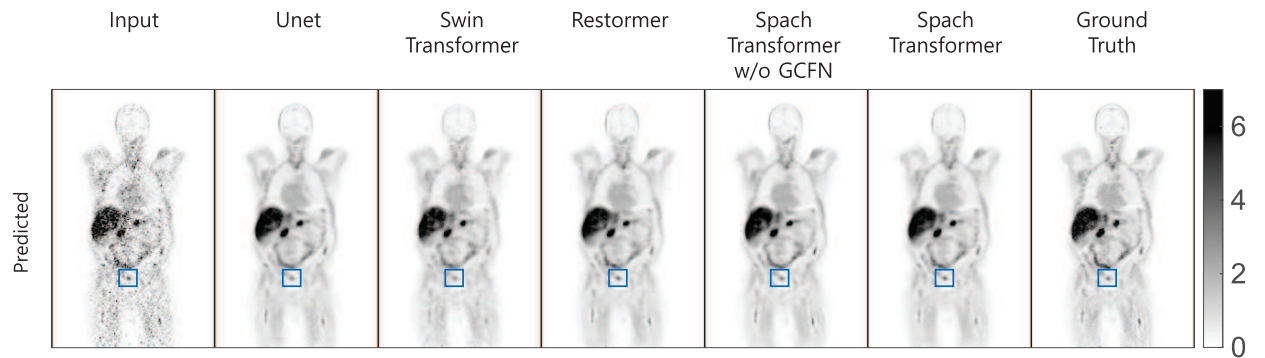 Input
Unet
Swin
Transformer
Restormer
Spach
Transformer
w/o GCFN
Spach
Transformer
Ground
Truth
Predicted
6
4
2
0